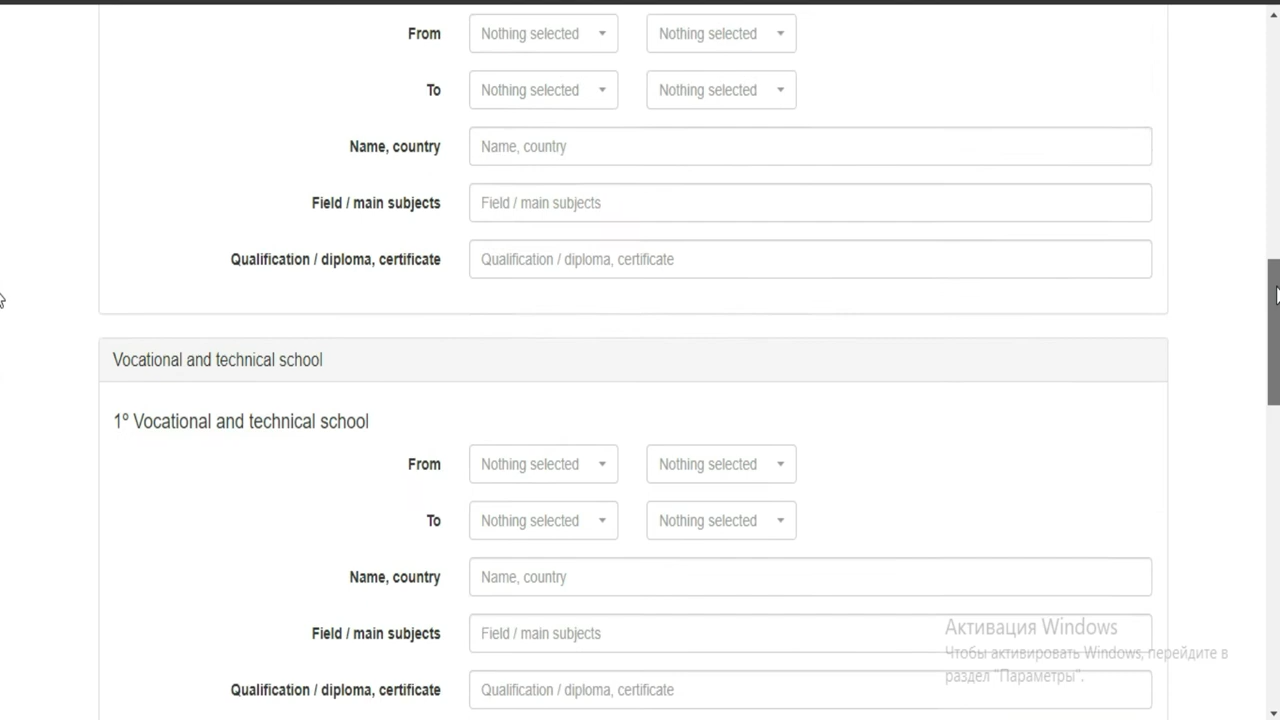 From Nothing selected Nothing selected
To Nothing selected Nothing selected
Name, country Name, country
Field / main subjects Field / main subjects
Qualification / diploma, certificate Qualification / diploma, certificate
Vocational and technical school
1º Vocational and technical school
From Nothing selected Nothing selected
To Nothing selected Nothing selected
Name, country Name, country
Field / main subjects Field / main subjects
Qualification / diploma, certificate Qualification / diploma, certificate
Активация Windows
Чтобы активировать Windows, перейдите в
раздел "Параметры".